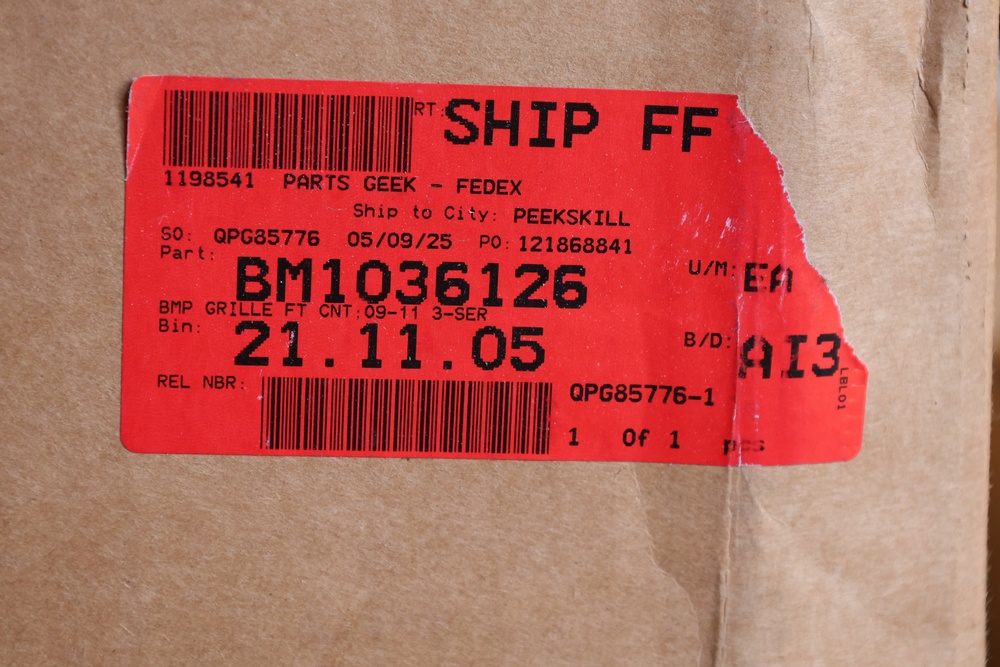 RT: SHIP FF
1198541 PARTS GEEK - FEDEX
Ship to City: PEEKSKILL
SO: QPG85776 05/09/25 PO: 121868841
Part: BM1036126 U/M: EA
BMP GRILLE FT CNT:09-11 3-SER
Bin: 21.11.05 B/D: AI3
REL NBR: QPG85776-1
1 Of 1 pcs
LBL01